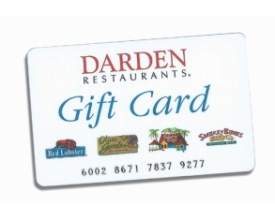 DARDEN
RESTAURANTS®
Gift Card
Red Lobster
SMOKEY BONES
6002 8671 7837 9277